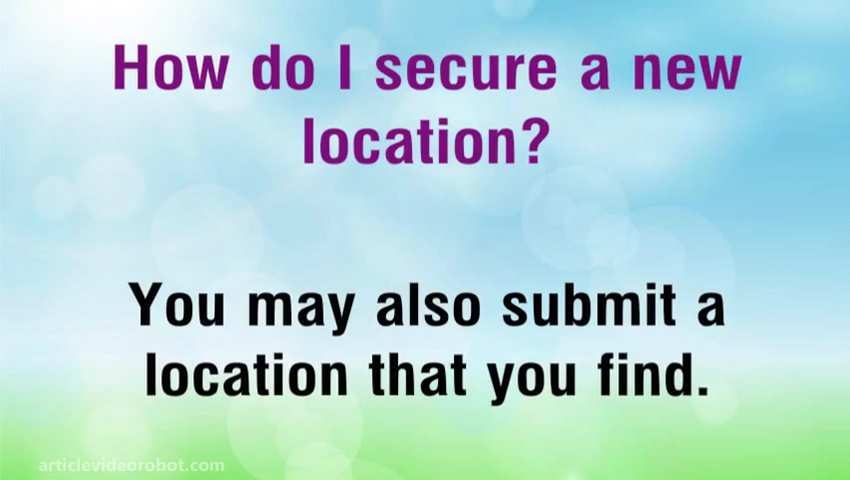 How do I secure a new
location?
You may also submit a
location that you find.
articlevideorobot.com